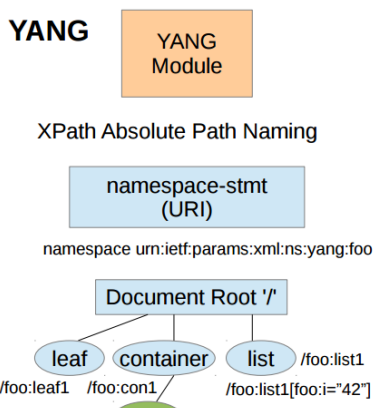 YANG
YANG
Module
XPath Absolute Path Naming
namespace-stmt
(URI)
namespace urn:ietf:params:xml:ns:yang:foo
Document Root '/'
leaf container list /foo:list1
/foo:leaf1 /foo:con1 /foo:list1[foo:i="42"]